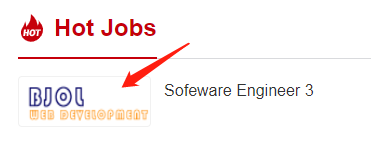 HOT
Hot Jobs
BJOL
WEB DEVELOPMENT
Sofeware Engineer 3